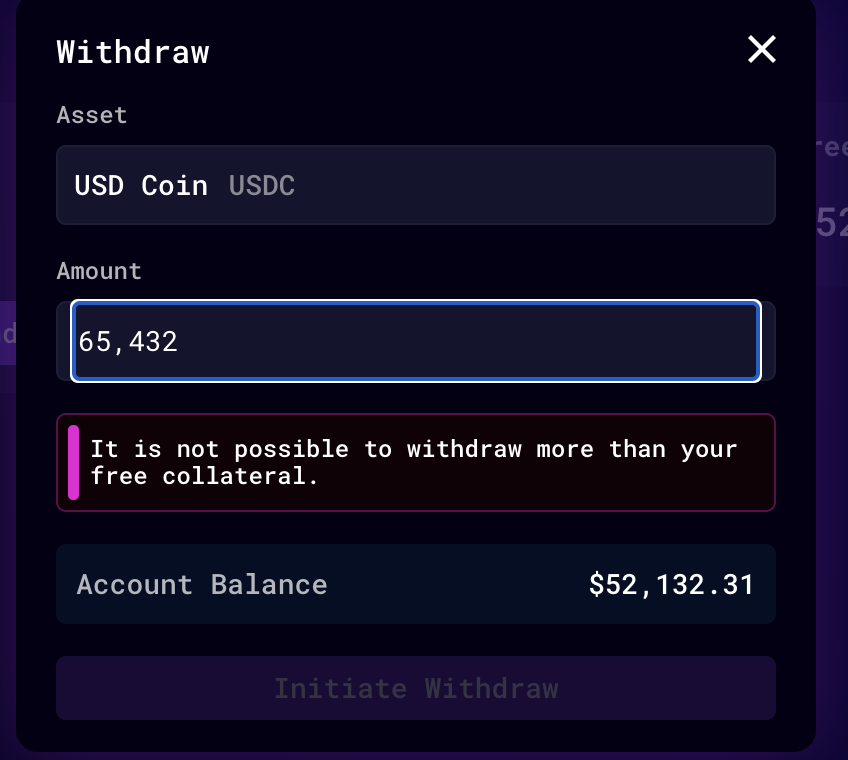 Withdraw
Asset
USD Coin USDC
Amount
65,432
It is not possible to withdraw more than your
free collateral.
Account Balance $52,132.31
Initiate Withdraw